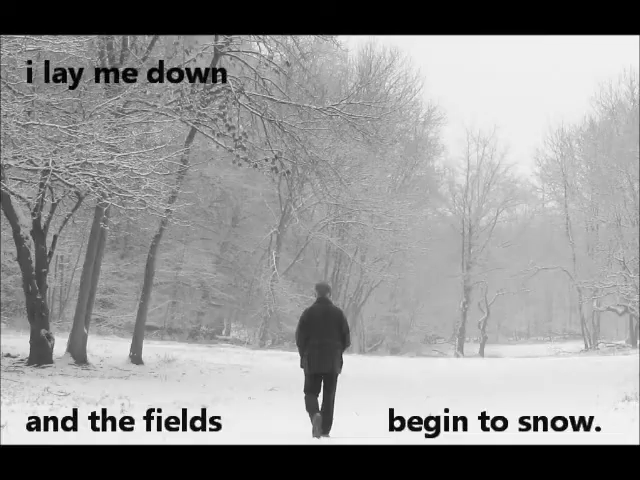 i lay me down
and the fields begin to snow.